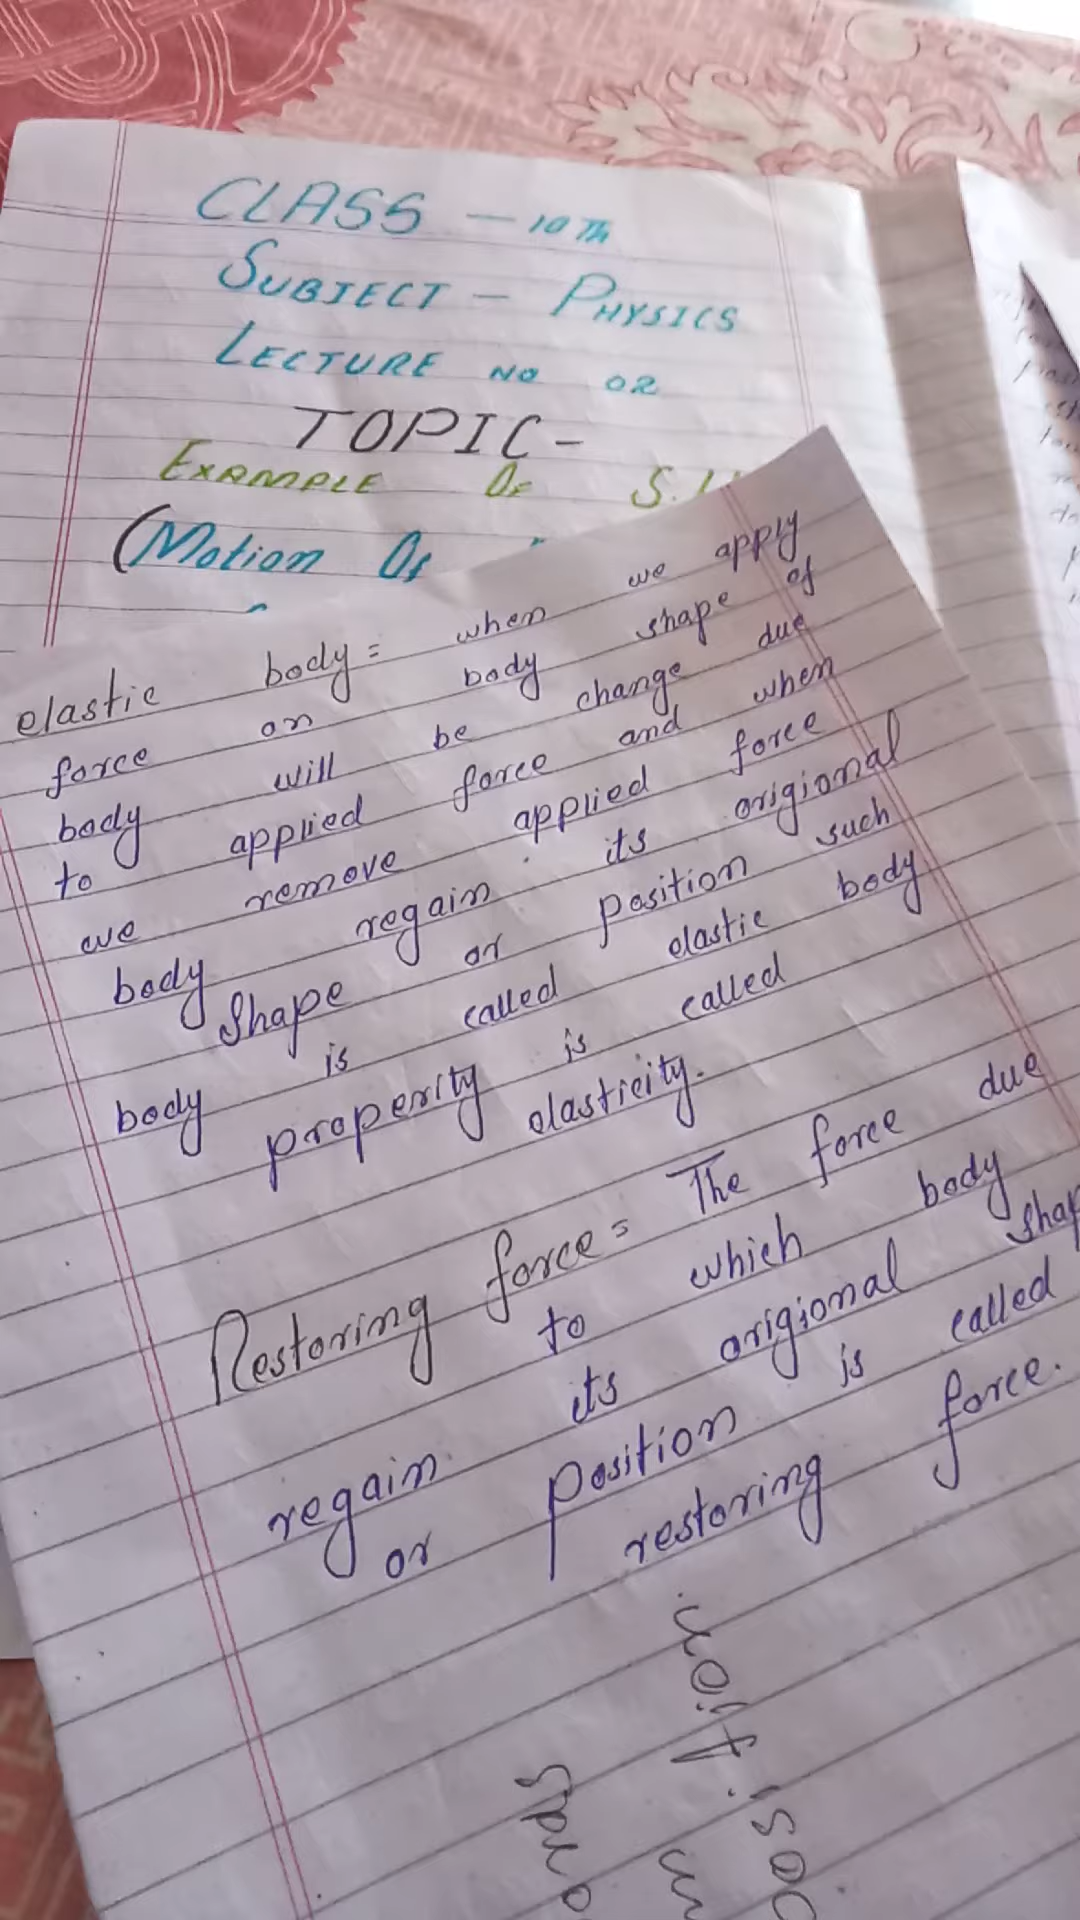 CLASS — 10Th
SUBJECT — PHYSICS
LECTURE NO 02
TOPIC-
EXAMPLE OF S.
(Motion Of
elastic body = when we apply
force on body shape of
body will be change due
to applied force and when
we remove applied force
body regain its origional
shape or position such
body is called elastic body
properity is called
elasticity.
Restoring force = The force due
to which body
regain its origional shap
or position is called
restoring force.